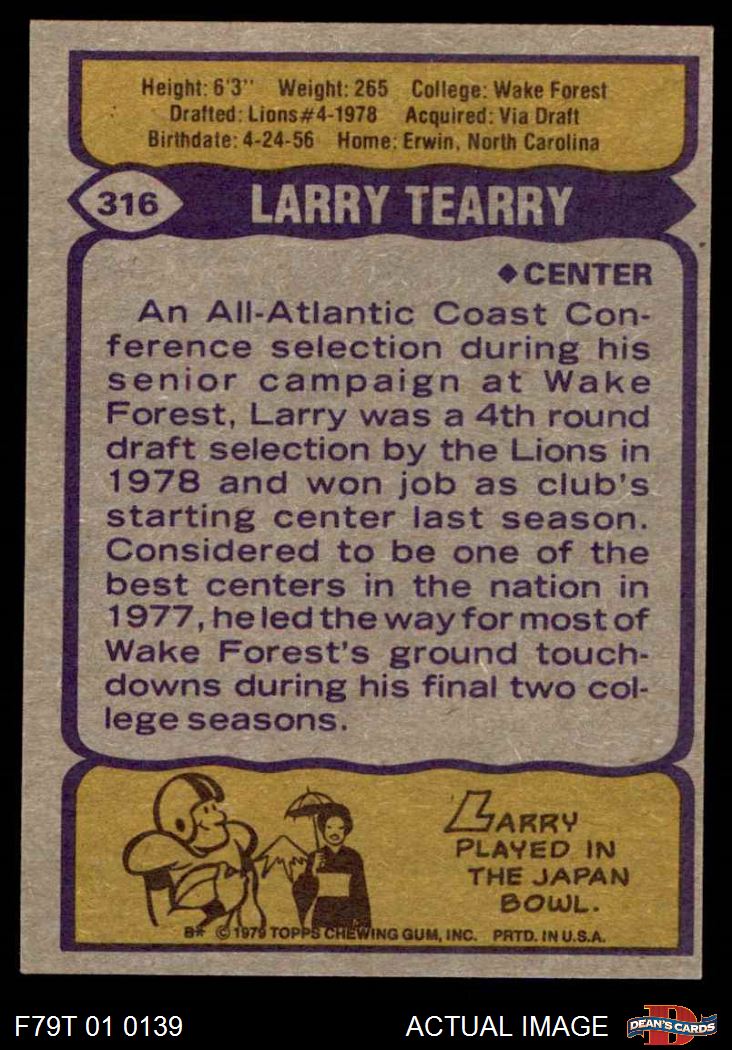 Height: 6'3" Weight: 265 College: Wake Forest
Drafted: Lions#4-1978 Acquired: Via Draft
Birthdate: 4-24-56 Home: Erwin, North Carolina
316 LARRY TEARRY
◆CENTER
An All-Atlantic Coast Con-
ference selection during his
senior campaign at Wake
Forest, Larry was a 4th round
draft selection by the Lions in
1978 and won job as club's
starting center last season.
Considered to be one of the
best centers in the nation in
1977, he led the way for most of
Wake Forest's ground touch-
downs during his final two col-
lege seasons.
LARRY
PLAYED IN
THE JAPAN
BOWL.
B* © 1979 TOPPS CHEWING GUM, INC. PRTD. IN U.S.A.
F79T 01 0139 ACTUAL IMAGE D DEAN'S CARDS